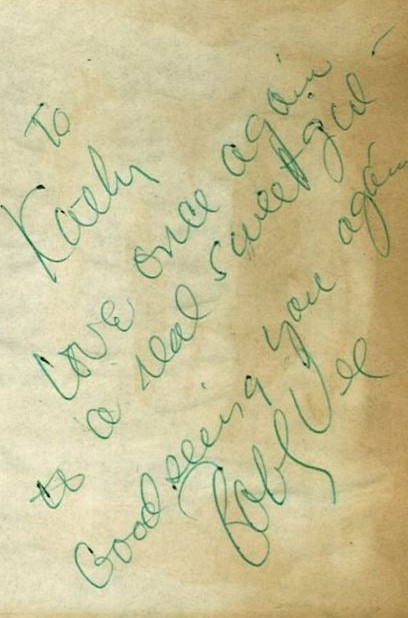 To
Kathy
Love once again -
to a real sweet girl -
Good seeing you again
Bobby Vee